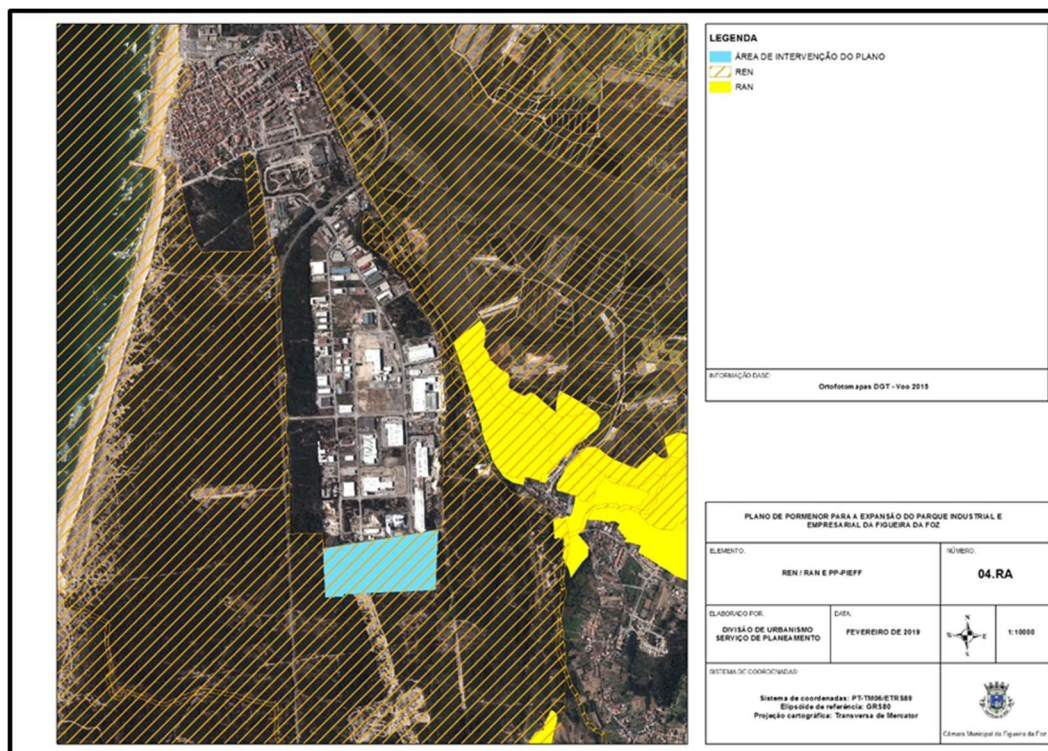 LEGENDA
ÁREA DE INTERVENÇÃO DO PLANO
REN
RAN
INFORMAÇÃO BASE:
Ortofotomapas DGT - Voo 2015
PLANO DE PORMENOR PARA A EXPANSÃO DO PARQUE INDUSTRIAL E
EMPRESARIAL DA FIGUEIRA DA FOZ
ELEMENTO:
REN / RAN E PP-PIEFF
NÚMERO:
04.RA
ELABORADO POR:
DIVISÃO DE URBANISMO
SERVIÇO DE PLANEAMENTO
DATA:
FEVEREIRO DE 2019
N
W
E
S
1:10000
SISTEMA DE COORDENADAS:
Sistema de coordenadas: PT-TM06/ETRS89
Elipsóide de referência: GRS80
Projeção cartográfica: Transversa de Mercator
Câmara Municipal da Figueira da Foz